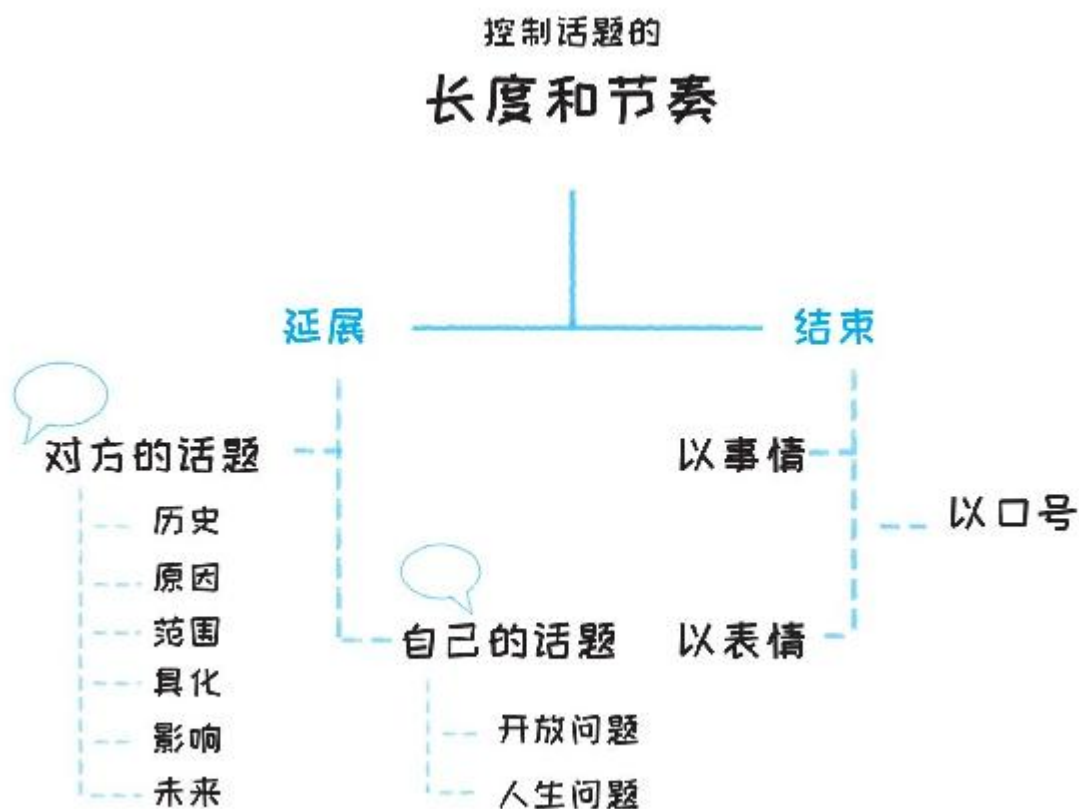 控制话题的
长度和节奏
延展
结束
对方的话题
历史
原因
范围
具化
影响
未来
自己的话题
开放问题
人生问题
以事情
以口号
以表情